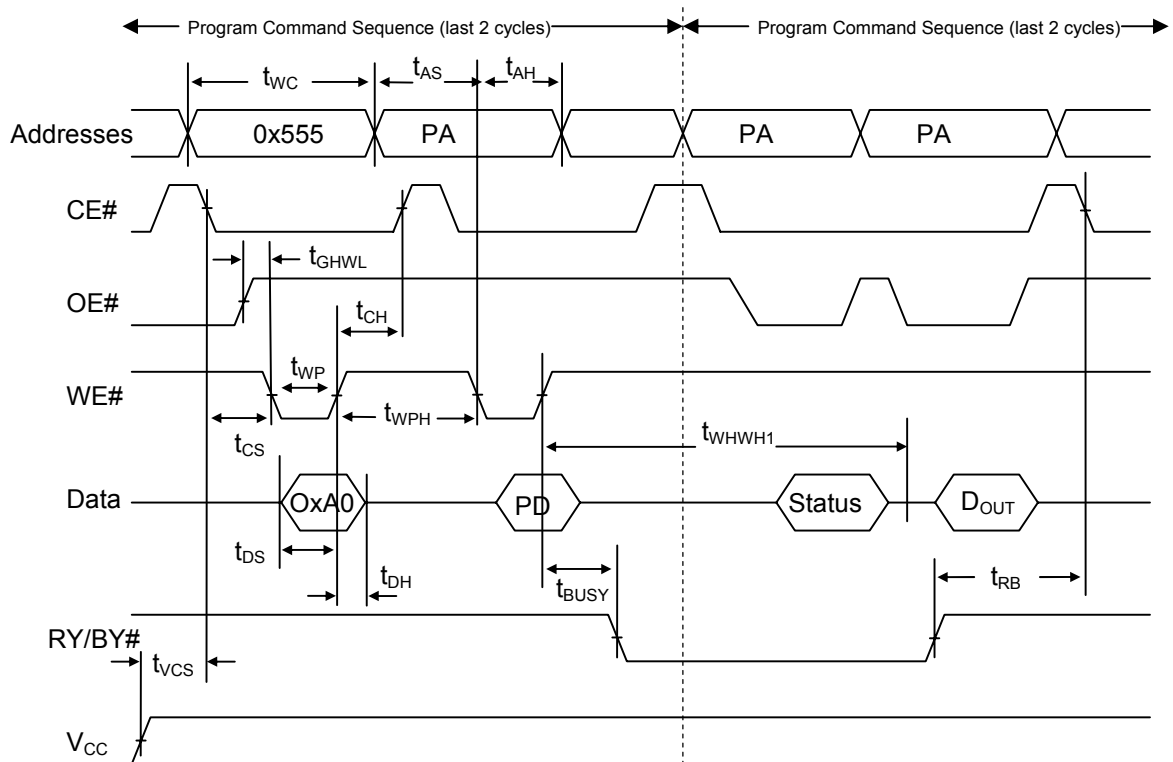 Program Command Sequence (last 2 cycles) Program Command Sequence (last 2 cycles)
tWC tAS tAH
Addresses 0x555 PA PA PA
CE#
tGHWL
OE#
tCH
tWP
WE#
tWPH
tWHWH1
tCS
Data OxA0 PD Status DOUT
tDS
tDH tBUSY tRB
RY/BY#
tVCS
VCC